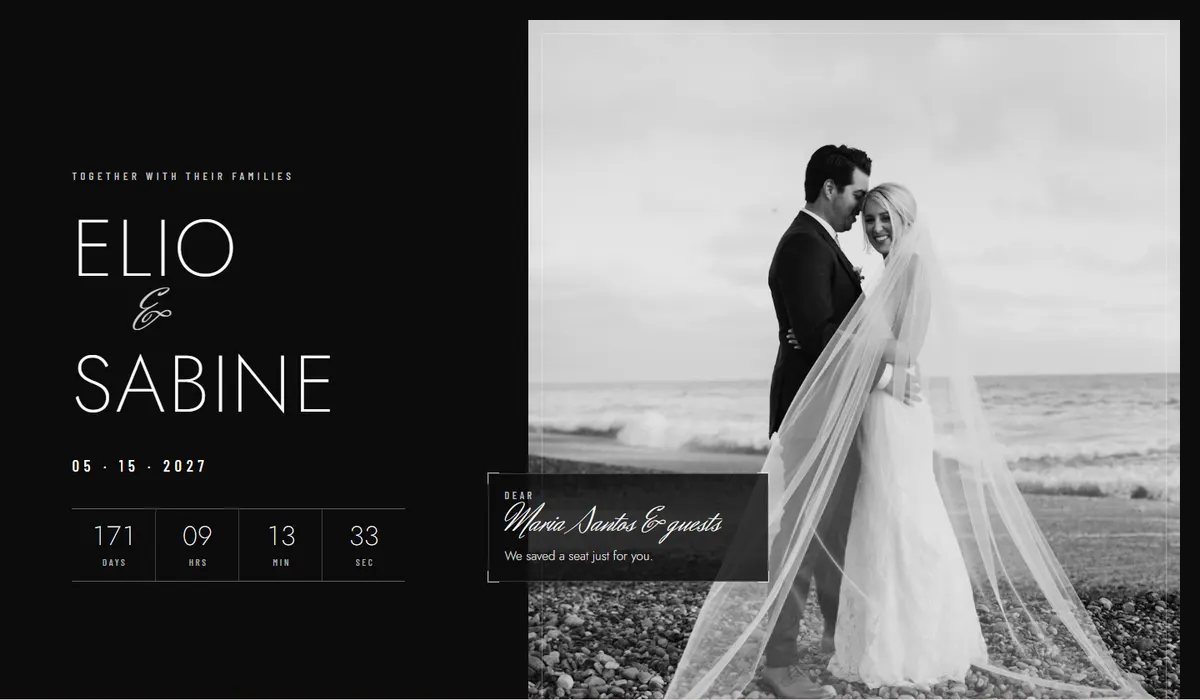 TOGETHER WITH THEIR FAMILIES
ELIO
&
SABINE
05 · 15 · 2027
171 09 13 33
DAYS HRS MIN SEC
DEAR
Maria Santos & guests
We saved a seat just for you.